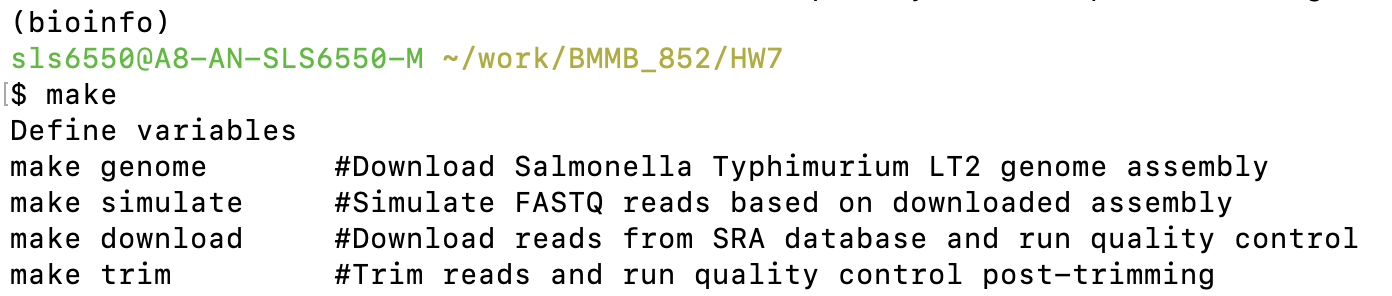 (bioinfo)
sls6550@A8-AN-SLS6550-M ~/work/BMMB_852/HW7
[$ make
Define variables
make genome       #Download Salmonella Typhimurium LT2 genome assembly
make simulate     #Simulate FASTQ reads based on downloaded assembly
make download     #Download reads from SRA database and run quality control
make trim         #Trim reads and run quality control post-trimming